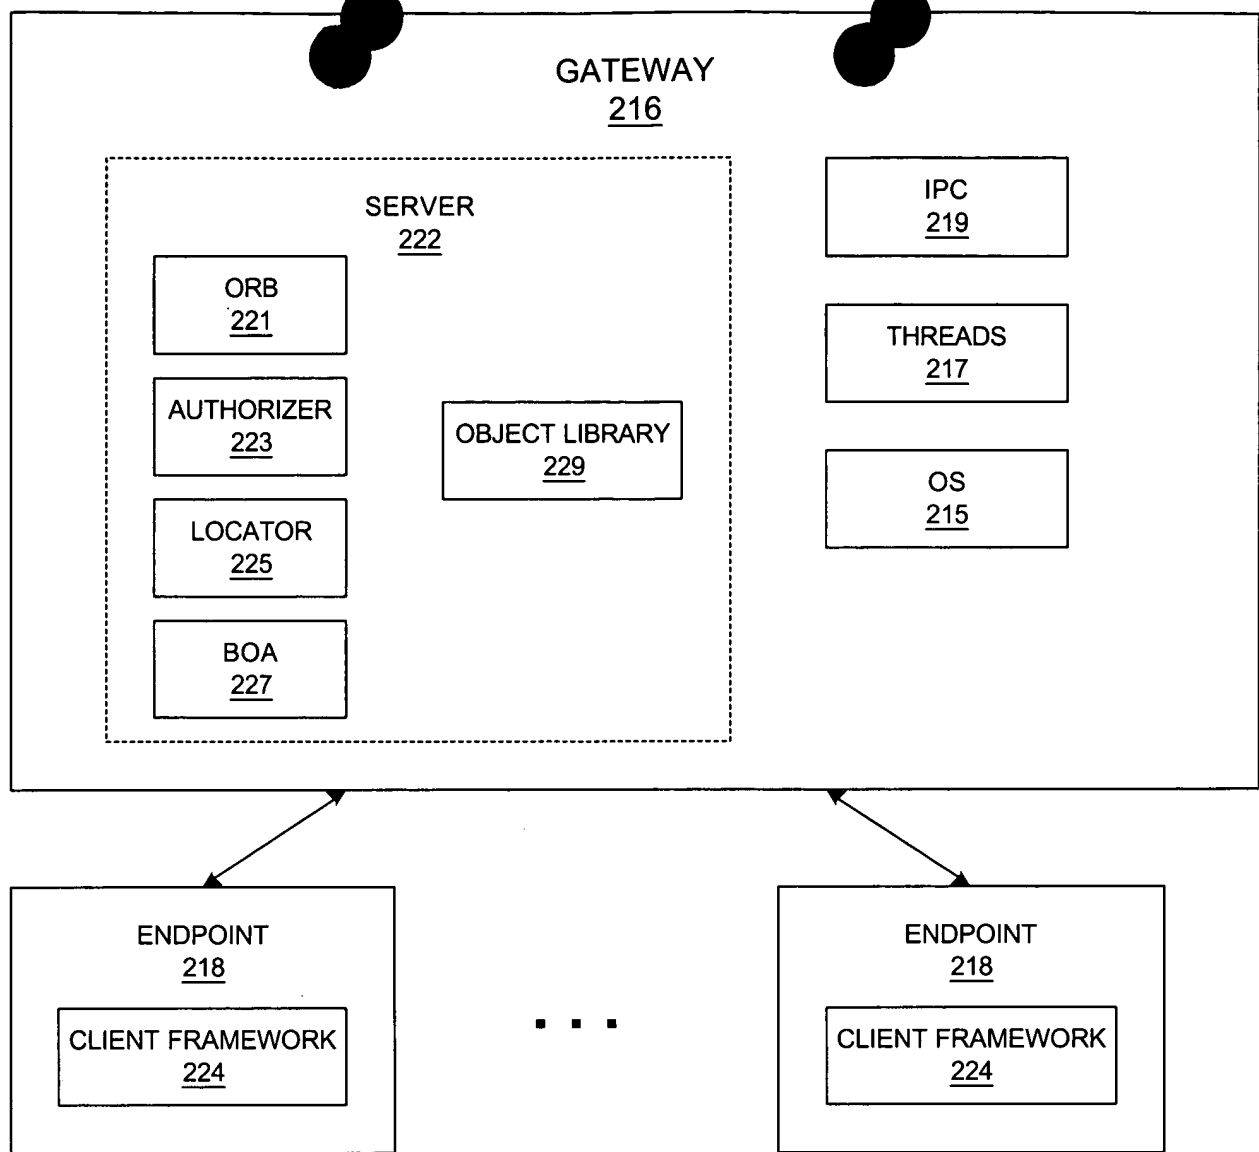 GATEWAY
216
SERVER
222
ORB
221
AUTHORIZER
223
LOCATOR
225
BOA
227
OBJECT LIBRARY
229
IPC
219
THREADS
217
OS
215
ENDPOINT
218
CLIENT FRAMEWORK
224
ENDPOINT
218
CLIENT FRAMEWORK
224